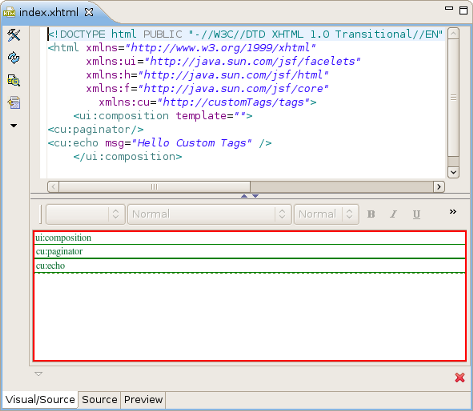 index.xhtml
<!DOCTYPE html PUBLIC "-//W3C//DTD XHTML 1.0 Transitional//EN"
<html xmlns="http://www.w3.org/1999/xhtml"
xmlns:ui="http://java.sun.com/jsf/facelets"
xmlns:h="http://java.sun.com/jsf/html"
xmlns:f="http://java.sun.com/jsf/core"
xmlns:cu="http://customTags/tags">
<ui:composition template="">
<cu:paginator/>
<cu:echo msg="Hello Custom Tags" />
</ui:composition>
Normal Normal B I U »
ui:composition
cu:paginator
cu:echo
Visual/Source Source Preview